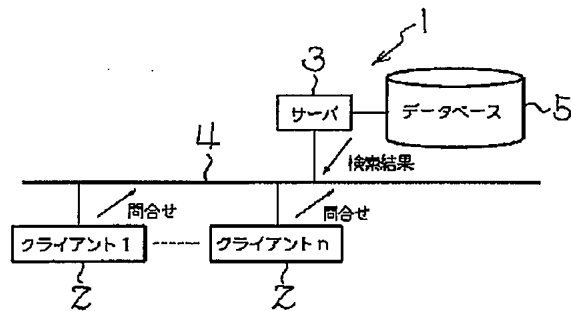 1
3
サーバ
データベース
5
4
検索結果
問合せ
問合せ
クライアント1
クライアントn
2
2